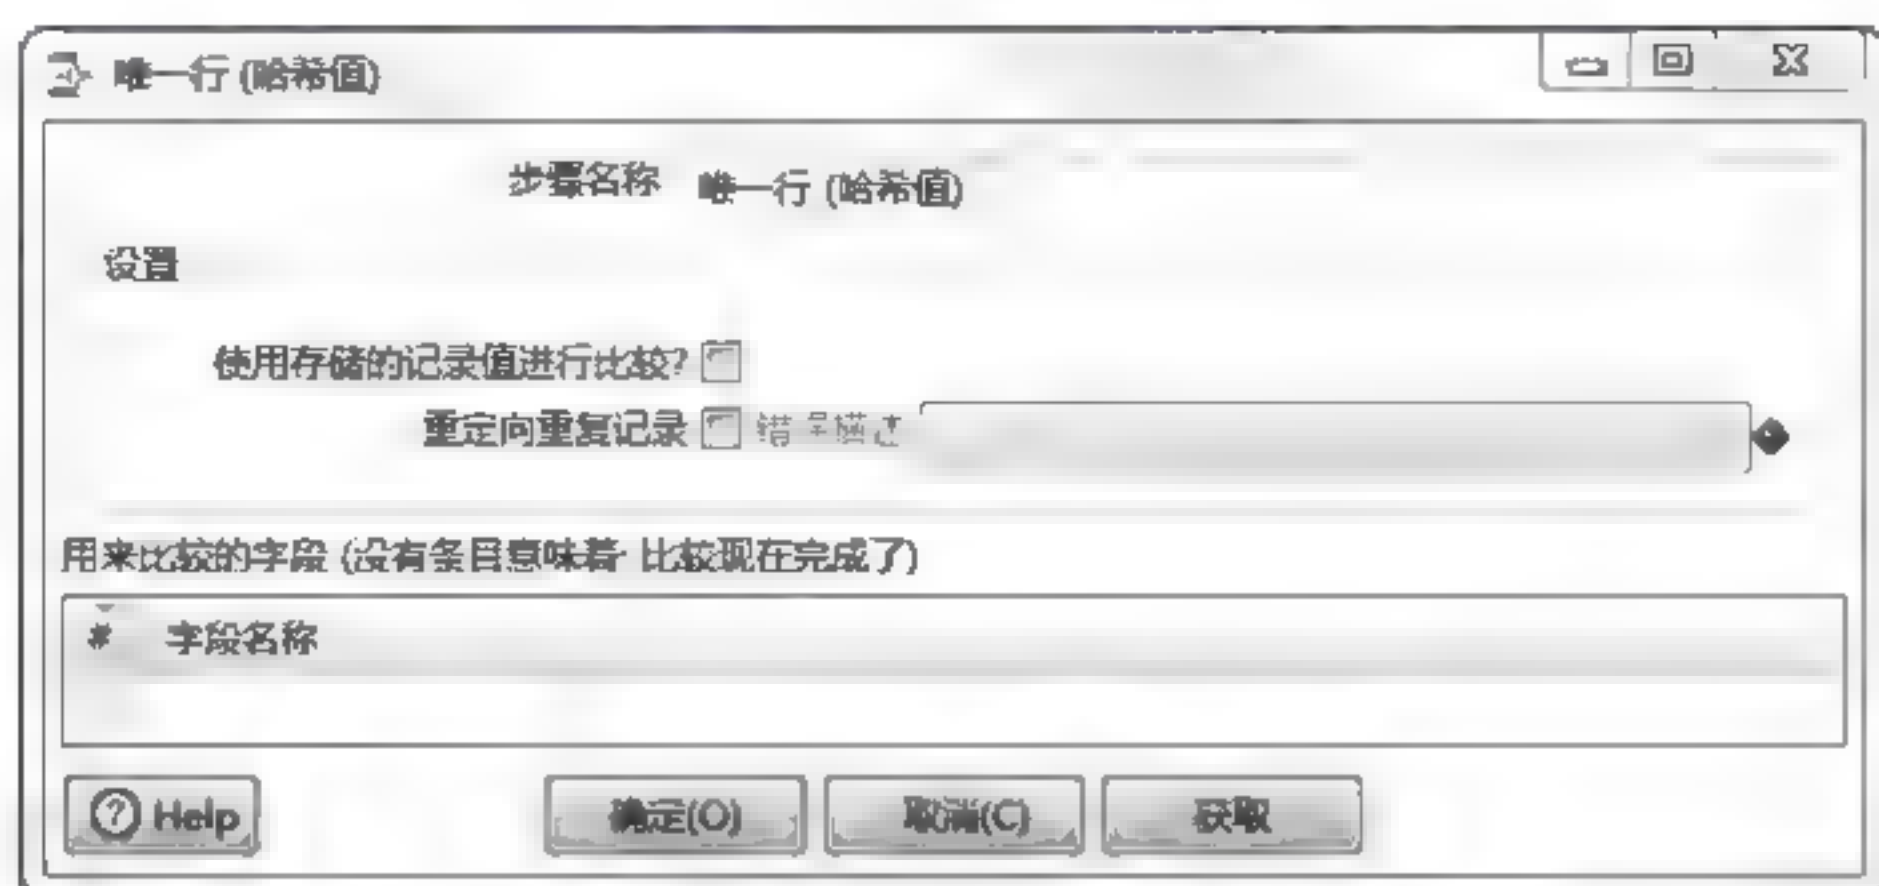 唯一行 (哈希值)
步骤名称 唯一行 (哈希值)
设置
使用存储的记录值进行比较?
重定向重复记录 错误描述
用来比较的字段 (没有条目意味着: 比较现在完成了)
# 字段名称
Help 确定(O) 取消(C) 获取